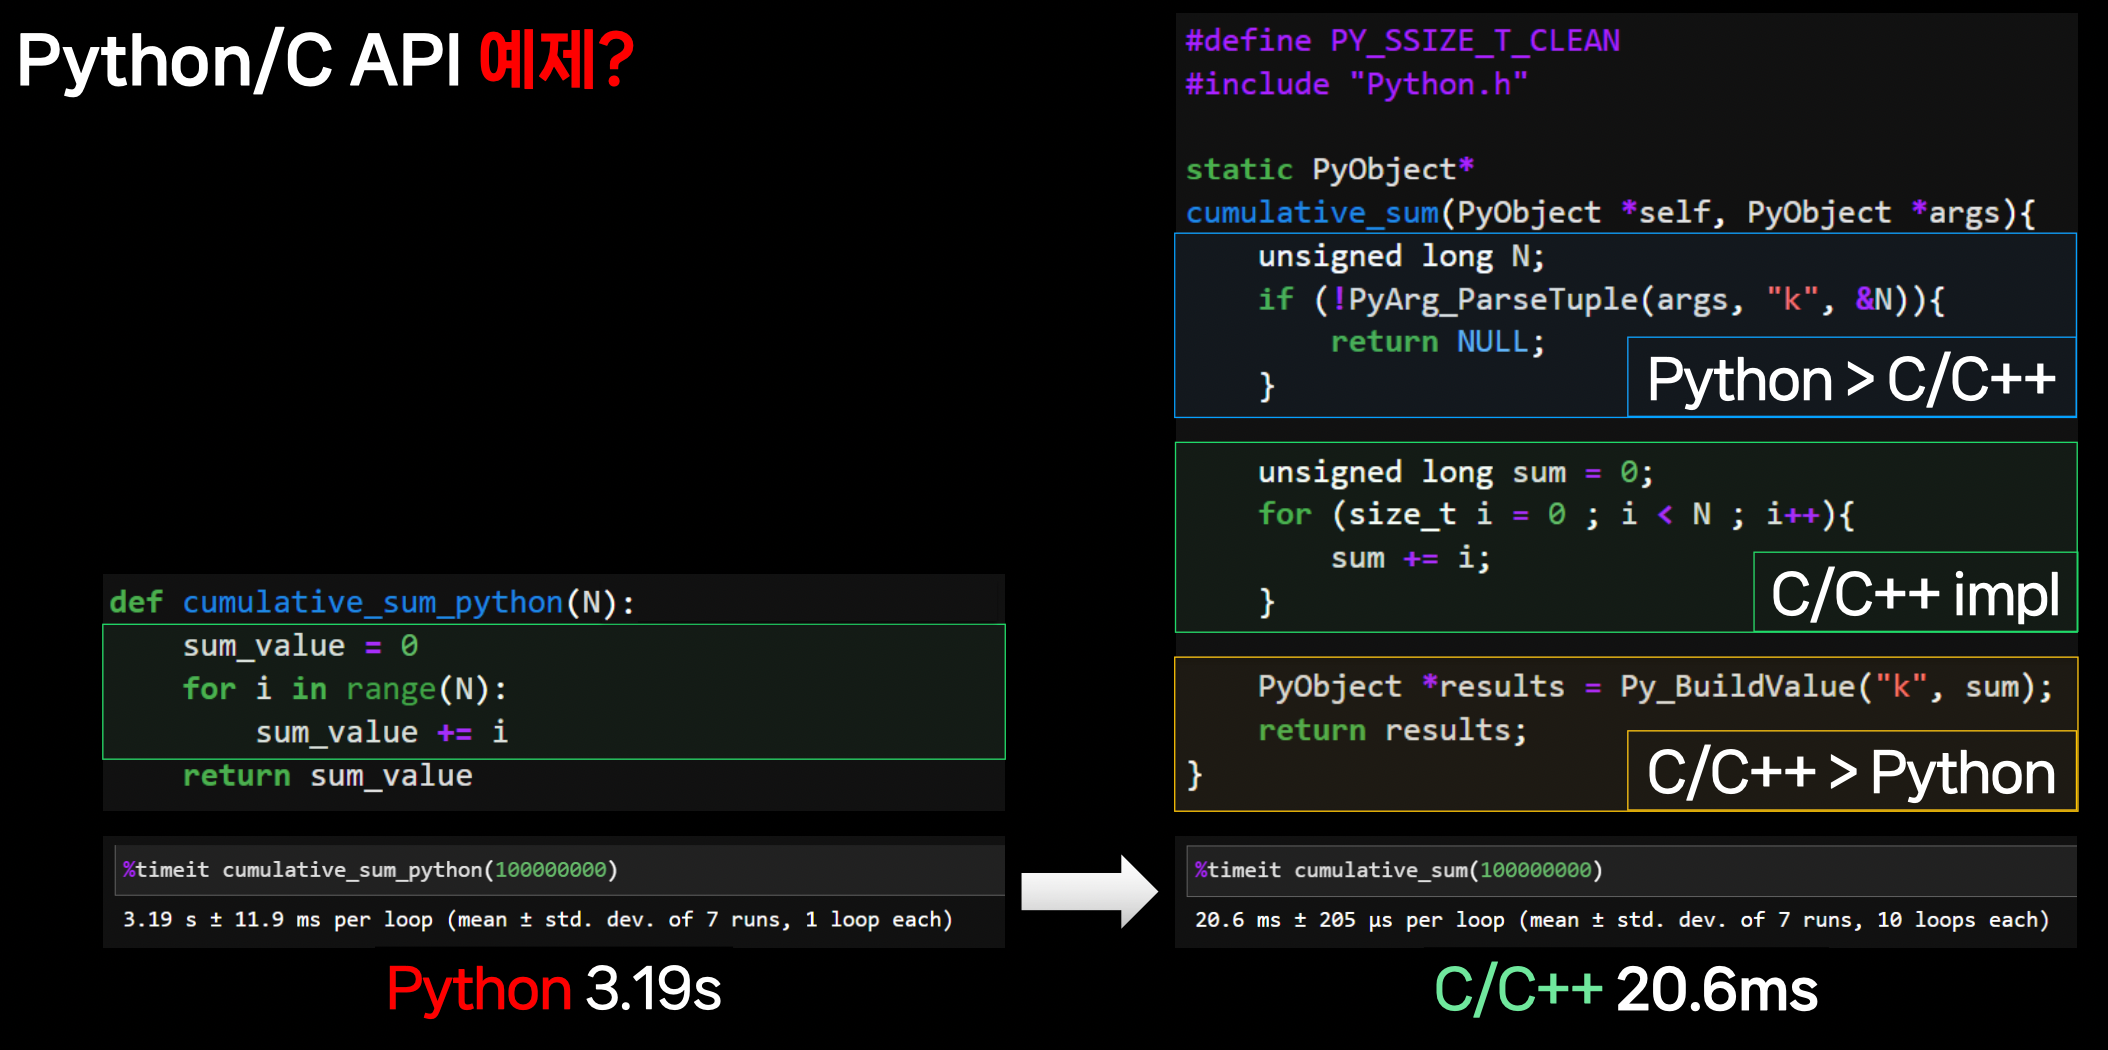 Python/C API 예제?
def cumulative_sum_python(N):
    sum_value = 0
    for i in range(N):
        sum_value += i
    return sum_value
%timeit cumulative_sum_python(100000000)
3.19 s ± 11.9 ms per loop (mean ± std. dev. of 7 runs, 1 loop each)
Python 3.19s
#define PY_SSIZE_T_CLEAN
#include "Python.h"
static PyObject*
cumulative_sum(PyObject *self, PyObject *args){
    unsigned long N;
    if (!PyArg_ParseTuple(args, "k", &N)){
        return NULL;
    }
Python > C/C++
    unsigned long sum = 0;
    for (size_t i = 0 ; i < N ; i++){
        sum += i;
    }
C/C++ impl
    PyObject *results = Py_BuildValue("k", sum);
    return results;
}
C/C++ > Python
%timeit cumulative_sum(100000000)
20.6 ms ± 205 µs per loop (mean ± std. dev. of 7 runs, 10 loops each)
C/C++ 20.6ms